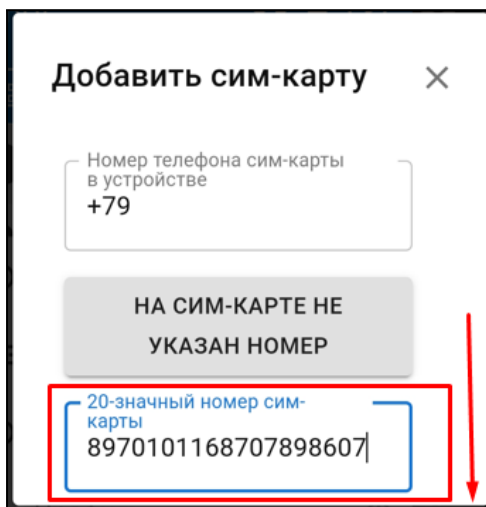 Добавить сим-карту
Номер телефона сим-карты
в устройстве
+79
НА СИМ-КАРТЕ НЕ
УКАЗАН НОМЕР
20-значный номер сим-
карты
8970101168707898607